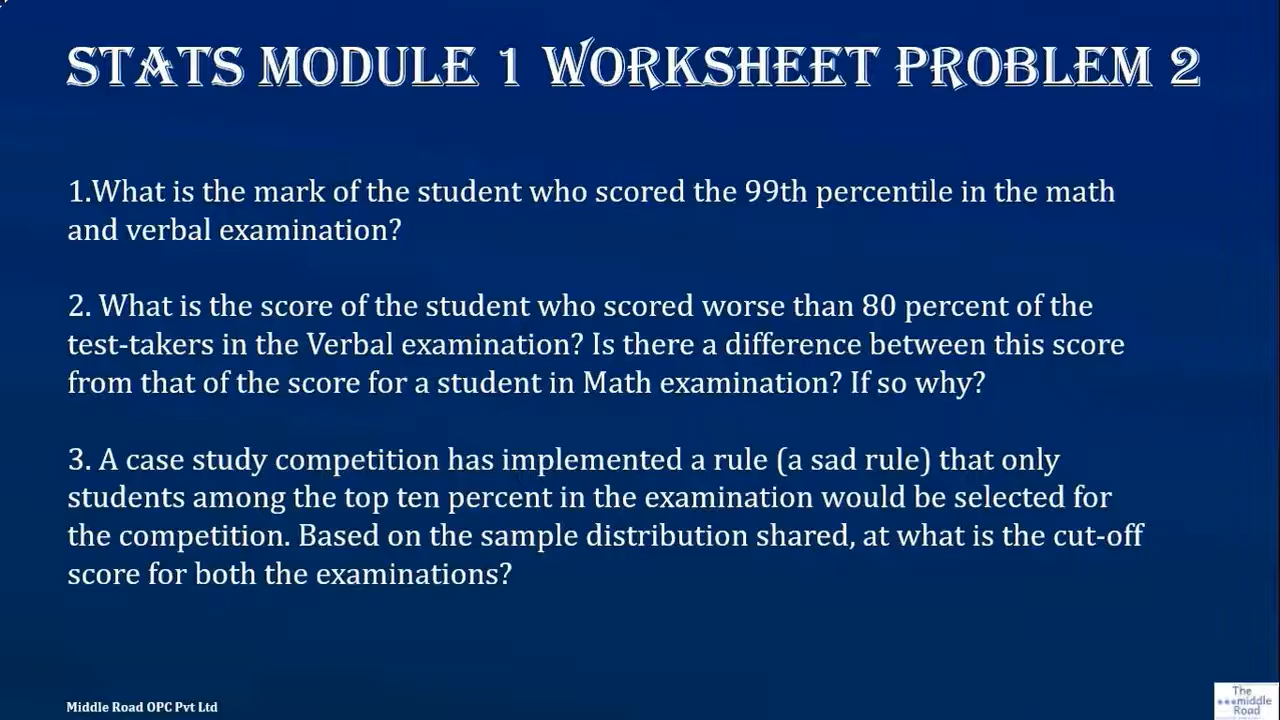 STATS MODULE 1 WORKSHEET PROBLEM 2
1.What is the mark of the student who scored the 99th percentile in the math
and verbal examination?
2. What is the score of the student who scored worse than 80 percent of the
test-takers in the Verbal examination? Is there a difference between this score
from that of the score for a student in Math examination? If so why?
3. A case study competition has implemented a rule (a sad rule) that only
students among the top ten percent in the examination would be selected for
the competition. Based on the sample distribution shared, at what is the cut-off
score for both the examinations?
Middle Road OPC Pvt Ltd
The
middle
Road